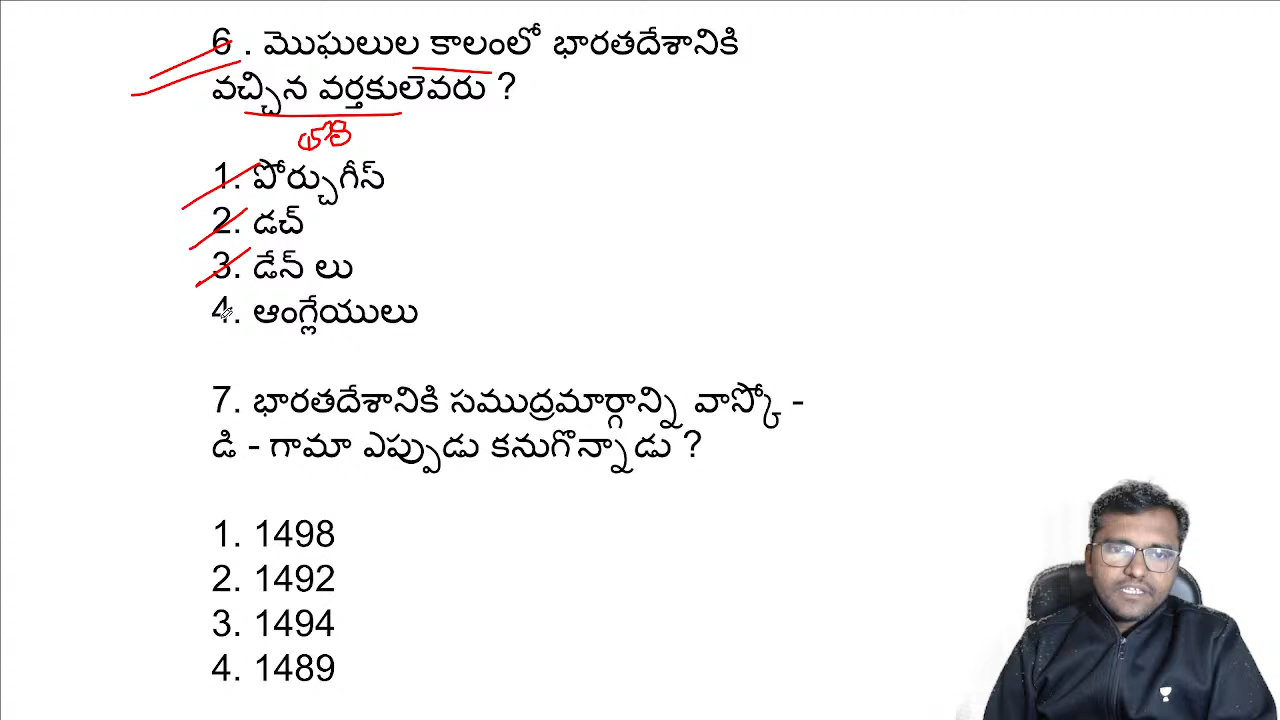 6 . మొఘలుల కాలంలో భారతదేశానికి
వచ్చిన వర్తకులెవరు ?
1. పోర్చుగీస్
2. డచ్
3. డేన్ లు
4. ఆంగ్లేయులు
7. భారతదేశానికి సముద్రమార్గాన్ని వాస్కో -
డి - గామా ఎప్పుడు కనుగొన్నాడు ?
1. 1498
2. 1492
3. 1494
4. 1489